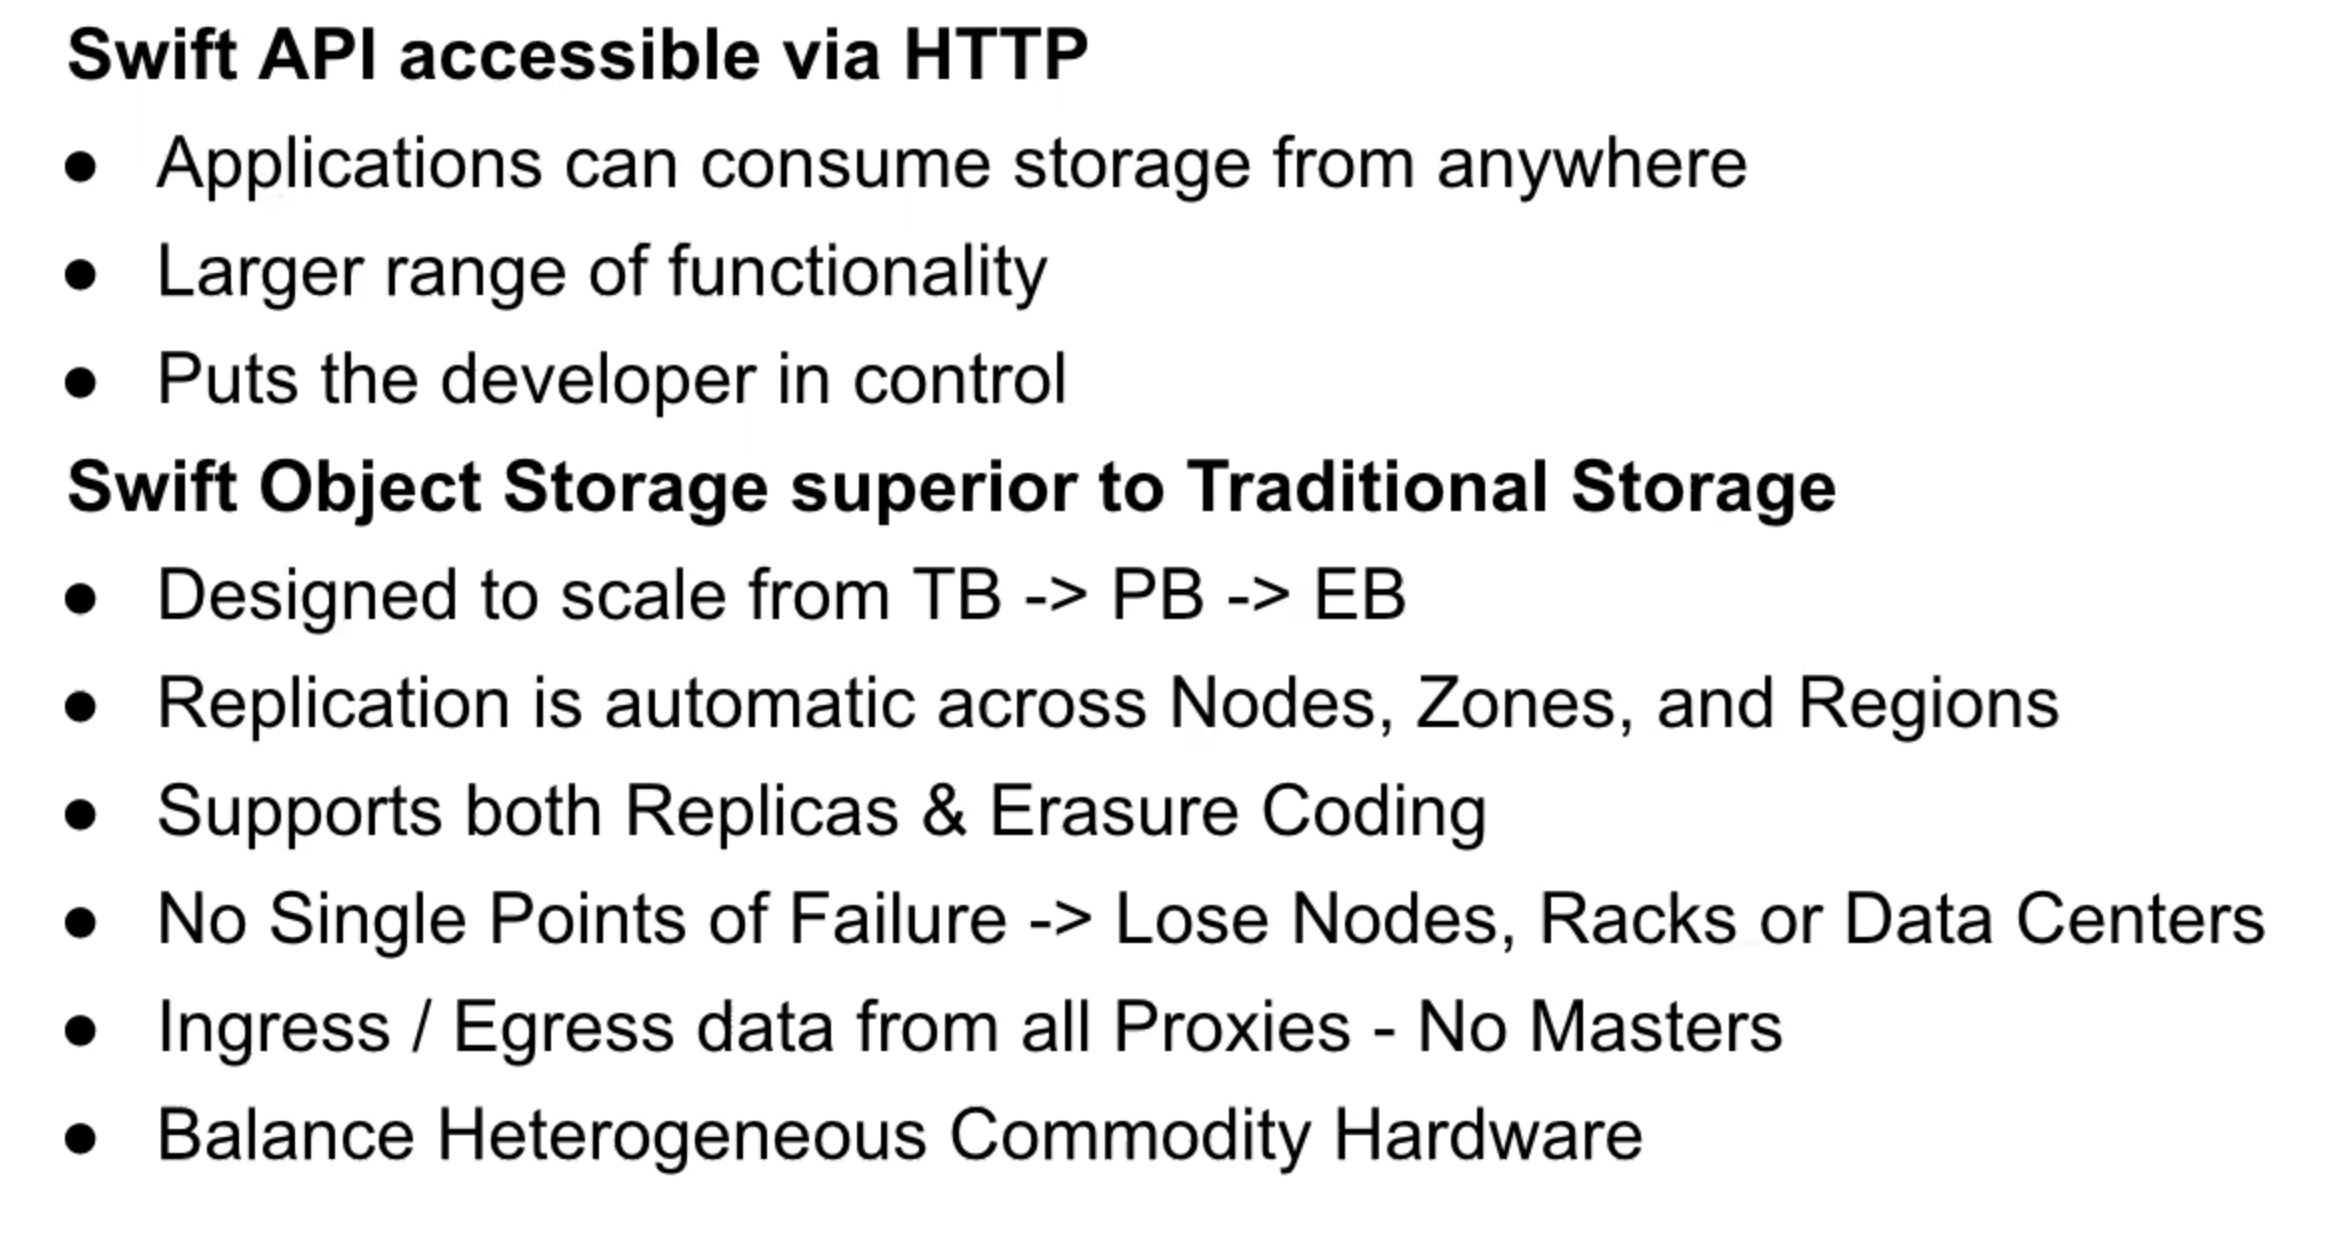 Swift API accessible via HTTP
● Applications can consume storage from anywhere
● Larger range of functionality
● Puts the developer in control
Swift Object Storage superior to Traditional Storage
● Designed to scale from TB -> PB -> EB
● Replication is automatic across Nodes, Zones, and Regions
● Supports both Replicas & Erasure Coding
● No Single Points of Failure -> Lose Nodes, Racks or Data Centers
● Ingress / Egress data from all Proxies - No Masters
● Balance Heterogeneous Commodity Hardware